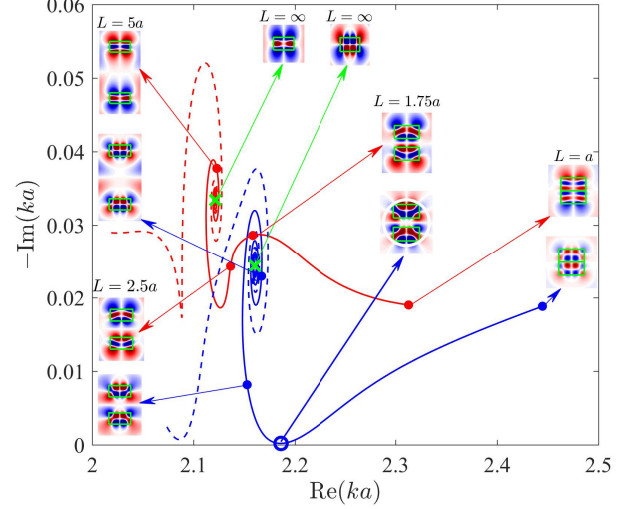 0.06
0.05
0.04
0.03
0.02
0.01
0
−Im(ka)
2
2.1
2.2
2.3
2.4
2.5
Re(ka)
L = 5a
L = ∞
L = ∞
L = 1.75a
L = a
L = 2.5a